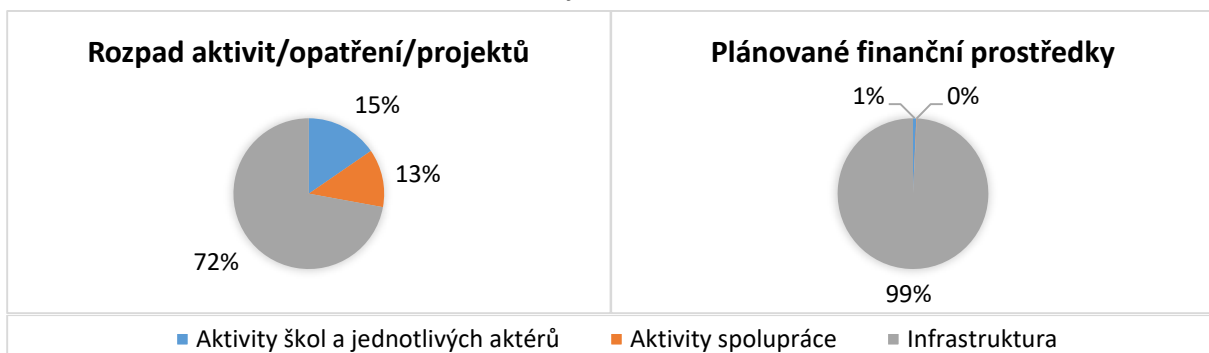 Rozpad aktivit/opatření/projektů
15%
13%
72%
Plánované finanční prostředky
1%
0%
99%
Aktivity škol a jednotlivých aktérů
Aktivity spolupráce
Infrastruktura